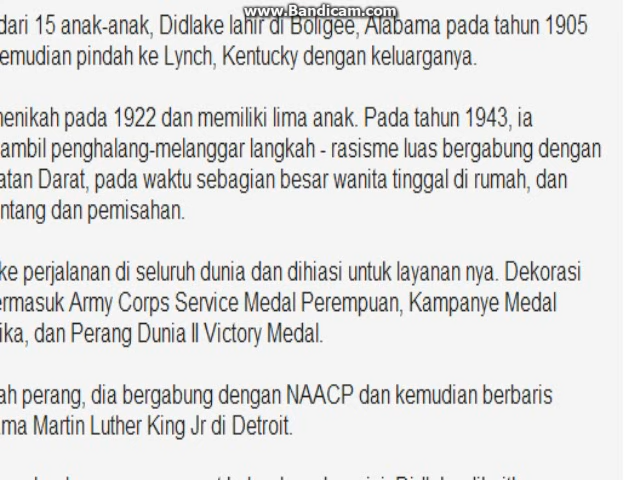 www.Bandicam.com
dari 15 anak-anak, Didlake lahir di Boligee, Alabama pada tahun 1905
emudian pindah ke Lynch, Kentucky dengan keluarganya.
nenikah pada 1922 dan memiliki lima anak. Pada tahun 1943, ia
ambil penghalang-melanggar langkah - rasisme luas bergabung dengan
atan Darat, pada waktu sebagian besar wanita tinggal di rumah, dan
ntang dan pemisahan.
ke perjalanan di seluruh dunia dan dihiasi untuk layanan nya. Dekorasi
ermasuk Army Corps Service Medal Perempuan, Kampanye Medal
ika, dan Perang Dunia II Victory Medal.
ah perang, dia bergabung dengan NAACP dan kemudian berbaris
ama Martin Luther King Jr di Detroit.